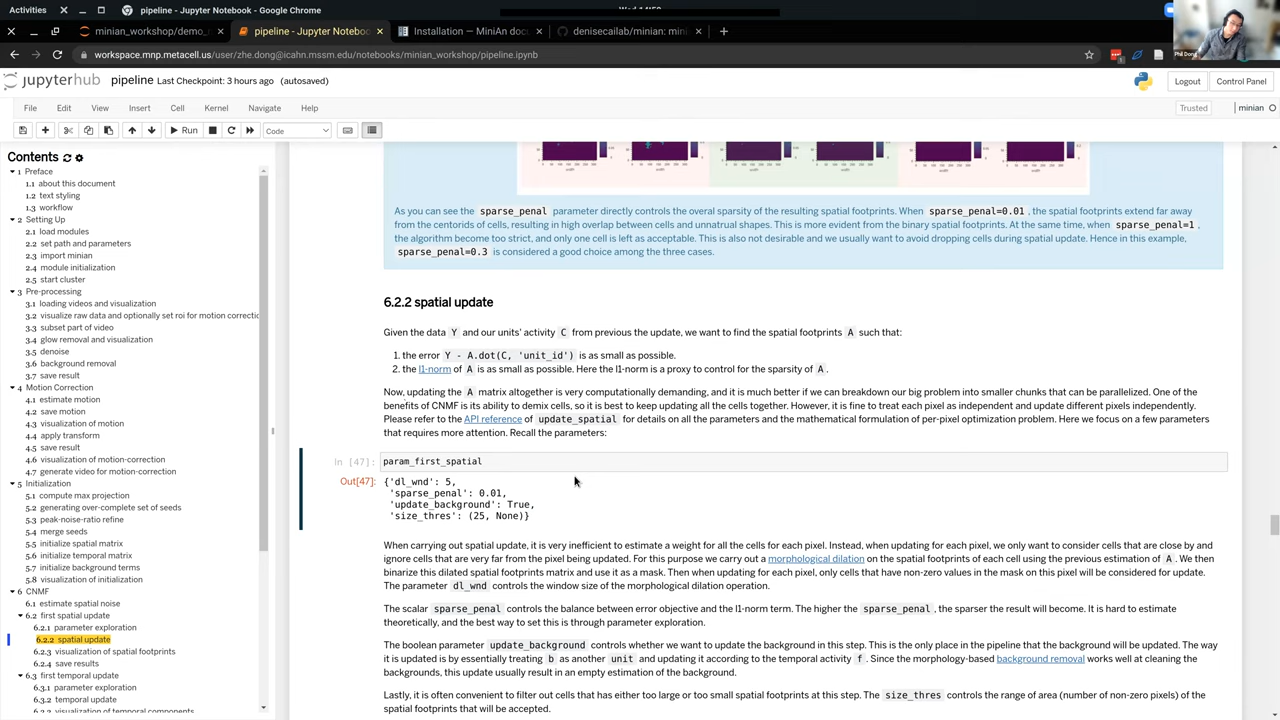 Activities
pipeline - Jupyter Notebook - Google Chrome
minian_workshop/demo_
pipeline - Jupyter Noteboo
Installation — MiniAn docu
denisecailab/minian: minia
workspace.mnp.metacell.us/user/zhe.dong@icahn.mssm.edu/notebooks/minian_workshop/pipeline.ipynb
Phil Dong
jupyterhub pipeline Last Checkpoint: 3 hours ago (autosaved)
Logout Control Panel
File Edit View Insert Cell Kernel Navigate Help
Trusted minian
Run Code
Contents
1 Preface
1.1 about this document
1.2 text styling
1.3 workflow
2 Setting Up
2.1 load modules
2.2 set path and parameters
2.3 import minian
2.4 module initialization
2.5 start cluster
3 Pre-processing
3.1 loading videos and visualization
3.2 visualize raw data and optionally set roi for motion correctio
3.3 subset part of video
3.4 glow removal and visualization
3.5 denoise
3.6 background removal
3.7 save result
4 Motion Correction
4.1 estimate motion
4.2 save motion
4.3 visualization of motion
4.4 apply transform
4.5 save result
4.6 visualization of motion-correction
4.7 generate video for motion-correction
5 Initialization
5.1 compute max projection
5.2 generating over-complete set of seeds
5.3 peak-noise-ratio refine
5.4 merge seeds
5.5 initialize spatial matrix
5.6 initialize temporal matrix
5.7 initialize background terms
5.8 visualization of initialization
6 CNMF
6.1 estimate spatial noise
6.2 first spatial update
6.2.1 parameter exploration
6.2.2 spatial update
6.2.3 visualization of spatial footprints
6.2.4 save results
6.3 first temporal update
6.3.1 parameter exploration
6.3.2 temporal update
6.3.3 visualization of temporal components
As you can see the sparse_penal parameter directly controls the overal sparsity of the resulting spatial footprints. When sparse_penal=0.01 , the spatial footprints extend far away
from the centorids of cells, resulting in high overlap between cells and unnatrual shapes. This is more evident from the binary spatial footprints. At the same time, when sparse_penal=1 ,
the algorithm become too strict, and only one cell is left as acceptable. This is also not desirable and we usually want to avoid dropping cells during spatial update. Hence in this example,
sparse_penal=0.3 is considered a good choice among the three cases.
6.2.2 spatial update
Given the data Y and our units' activity C from previous the update, we want to find the spatial footprints A such that:
1. the error Y - A.dot(C, 'unit_id') is as small as possible.
2. the l1-norm of A is as small as possible. Here the l1-norm is a proxy to control for the sparsity of A .
Now, updating the A matrix altogether is very computationally demanding, and it is much better if we can breakdown our big problem into smaller chunks that can be parallelized. One of the
benefits of CNMF is its ability to demix cells, so it is best to keep updating all the cells together. However, it is fine to treat each pixel as independent and update different pixels independently.
Please refer to the API reference of update_spatial for details on all the parameters and the mathematical formulation of per-pixel optimization problem. Here we focus on a few parameters
that requires more attention. Recall the parameters:
In [47]: param_first_spatial
Out[47]: {'dl_wnd': 5,
'sparse_penal': 0.01,
'update_background': True,
'size_thres': (25, None)}
When carrying out spatial update, it is very inefficient to estimate a weight for all the cells for each pixel. Instead, when updating for each pixel, we only want to consider cells that are close by and
ignore cells that are very far from the pixel being updated. For this purpose we carry out a morphological dilation on the spatial footprints of each cell using the previous estimation of A . We then
binarize this dilated spatial footprints matrix and use it as a mask. Then when updating for each pixel, only cells that have non-zero values in the mask on this pixel will be considered for update.
The parameter dl_wnd controls the window size of the morphological dilation operation.
The scalar sparse_penal controls the balance between error objective and the l1-norm term. The higher the sparse_penal , the sparser the result will become. It is hard to estimate
theoretically, and the best way to set this is through parameter exploration.
The boolean parameter update_background controls whether we want to update the background in this step. This is the only place in the pipeline that the background will be updated. The way
it is updated is by essentially treating b as another unit and updating it according to the temporal activity f . Since the morphology-based background removal works well at cleaning the
backgrounds, this update usually result in an empty estimation of the background.
Lastly, it is often convenient to filter out cells that has either too large or too small spatial footprints at this step. The size_thres controls the range of area (number of non-zero pixels) of the
spatial footprints that will be accepted.